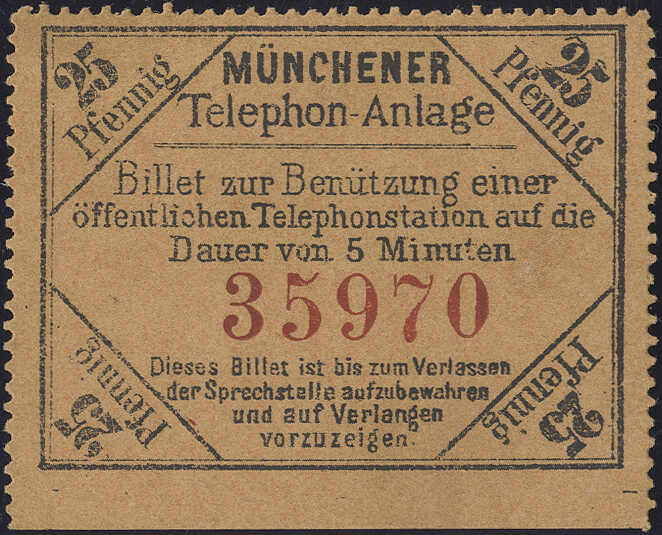 25
Pfennig
25
Pfennig
MÜNCHENER
Telephon-Anlage
Billet zur Benützung einer
öffentlichen Telephonstation auf die
Dauer von 5 Minuten
35970
Dieses Billet ist bis zum Verlassen
der Sprechstelle aufzubewahren
und auf Verlangen
vorzuzeigen.
25
Pfennig
25
Pfennig